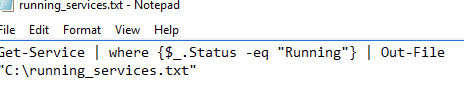 running_services.txt - Notepad
File Edit Format View Help
Get-Service | where {$_.Status -eq "Running"} | Out-File
"C:\running_services.txt"